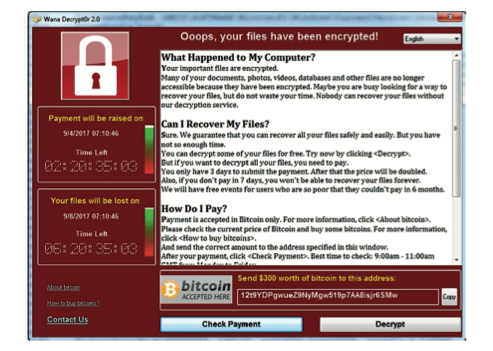 Wana Decrypt0r 2.0
Ooops, your files have been encrypted!
English
What Happened to My Computer?
Your important files are encrypted.
Many of your documents, photos, videos, databases and other files are no longer
accessible because they have been encrypted. Maybe you are busy looking for a way to
recover your files, but do not waste your time. Nobody can recover your files without
our decryption service.
Can I Recover My Files?
Sure. We guarantee that you can recover all your files safely and easily. But you have
not so enough time.
You can decrypt some of your files for free. Try now by clicking <Decrypt>.
But if you want to decrypt all your files, you need to pay.
You only have 3 days to submit the payment. After that the price will be doubled.
Also, if you don't pay in 7 days, you won't be able to recover your files forever.
We will have free events for users who are so poor that they couldn't pay in 6 months.
How Do I Pay?
Payment is accepted in Bitcoin only. For more information, click <About bitcoin>.
Please check the current price of Bitcoin and buy some bitcoins. For more information,
click <How to buy bitcoins>.
And send the correct amount to the address specified in this window.
After your payment, click <Check Payment>. Best time to check: 9:00am - 11:00am
GMT from Monday to Friday.
Payment will be raised on
9/4/2017 07:10:46
Time Left
02:20:35:03
Your files will be lost on
9/8/2017 07:10:46
Time Left
06:20:35:03
About bitcoin
How to buy bitcoins?
Contact Us
bitcoin
ACCEPTED HERE
Send $300 worth of bitcoin to this address:
Copy
Check Payment
Decrypt